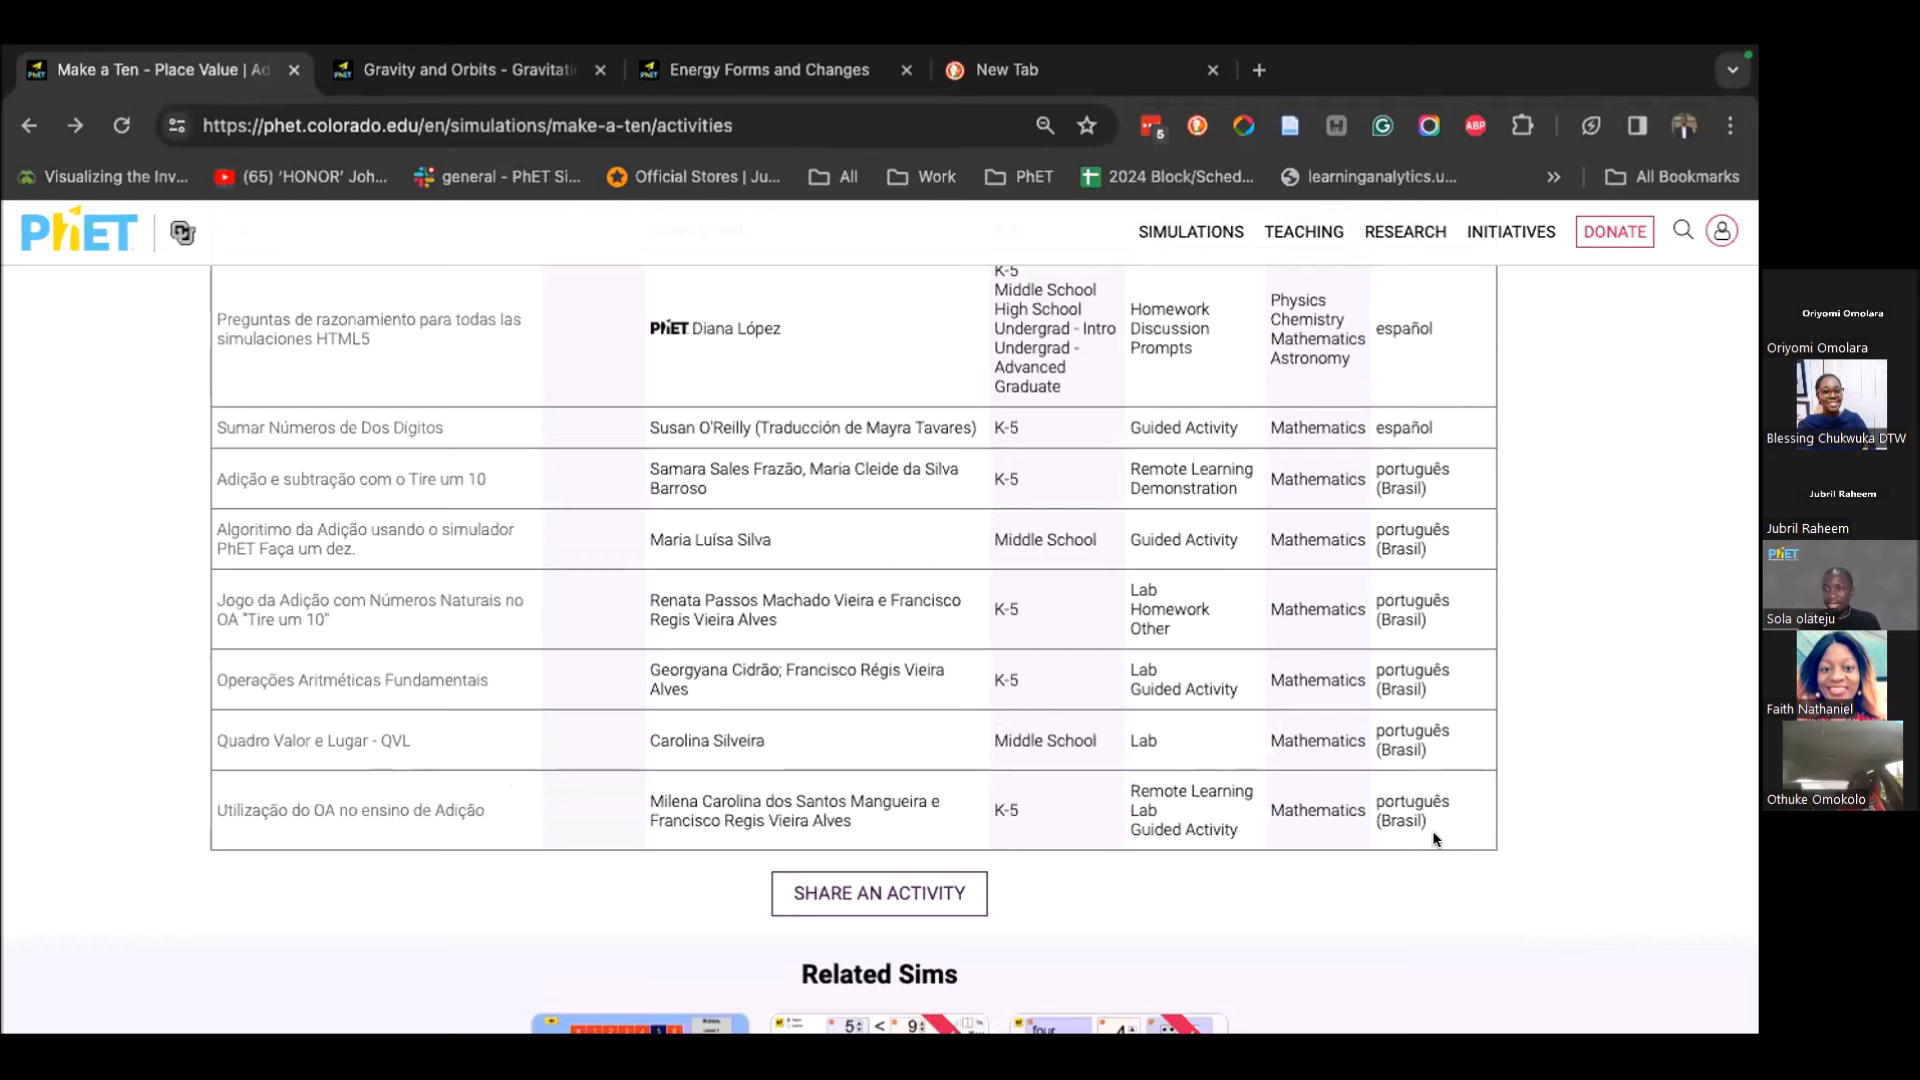 Make a Ten - Place Value | Ad
Gravity and Orbits - Gravitati
Energy Forms and Changes
New Tab
https://phet.colorado.edu/en/simulations/make-a-ten/activities
5
ABP
Visualizing the Inv...
(65) ‘HONOR’ Joh...
general - PhET Si...
Official Stores | Ju...
All
Work
PhET
2024 Block/Sched...
learninganalytics.u...
»
All Bookmarks
PhET
SIMULATIONS
TEACHING
RESEARCH
INITIATIVES
DONATE
Susan O'Reilly
K-5
Preguntas de razonamiento para todas las
simulaciones HTML5
PhET Diana López
K-5
Middle School
High School
Undergrad - Intro
Undergrad -
Advanced
Graduate
Homework
Discussion
Prompts
Physics
Chemistry
Mathematics
Astronomy
español
Sumar Números de Dos Dígitos
Susan O'Reilly (Traducción de Mayra Tavares)
K-5
Guided Activity
Mathematics
español
Adição e subtração com o Tire um 10
Samara Sales Frazão, Maria Cleide da Silva
Barroso
K-5
Remote Learning
Demonstration
Mathematics
português
(Brasil)
Algoritimo da Adição usando o simulador
PhET Faça um dez.
Maria Luísa Silva
Middle School
Guided Activity
Mathematics
português
(Brasil)
Jogo da Adição com Números Naturais no
OA "Tire um 10"
Renata Passos Machado Vieira e Francisco
Regis Vieira Alves
K-5
Lab
Homework
Other
Mathematics
português
(Brasil)
Operações Aritméticas Fundamentais
Georgyana Cidrão; Francisco Régis Vieira
Alves
K-5
Lab
Guided Activity
Mathematics
português
(Brasil)
Quadro Valor e Lugar - QVL
Carolina Silveira
Middle School
Lab
Mathematics
português
(Brasil)
Utilização do OA no ensino de Adição
Milena Carolina dos Santos Mangueira e
Francisco Regis Vieira Alves
K-5
Remote Learning
Lab
Guided Activity
Mathematics
português
(Brasil)
SHARE AN ACTIVITY
Related Sims
5 < 9
four
4
Oriyomi Omolara
Oriyomi Omolara
Blessing Chukwuka DTW
Jubril Raheem
Jubril Raheem
PhET
Sola olateju
Faith Nathaniel
Othuke Omokolo